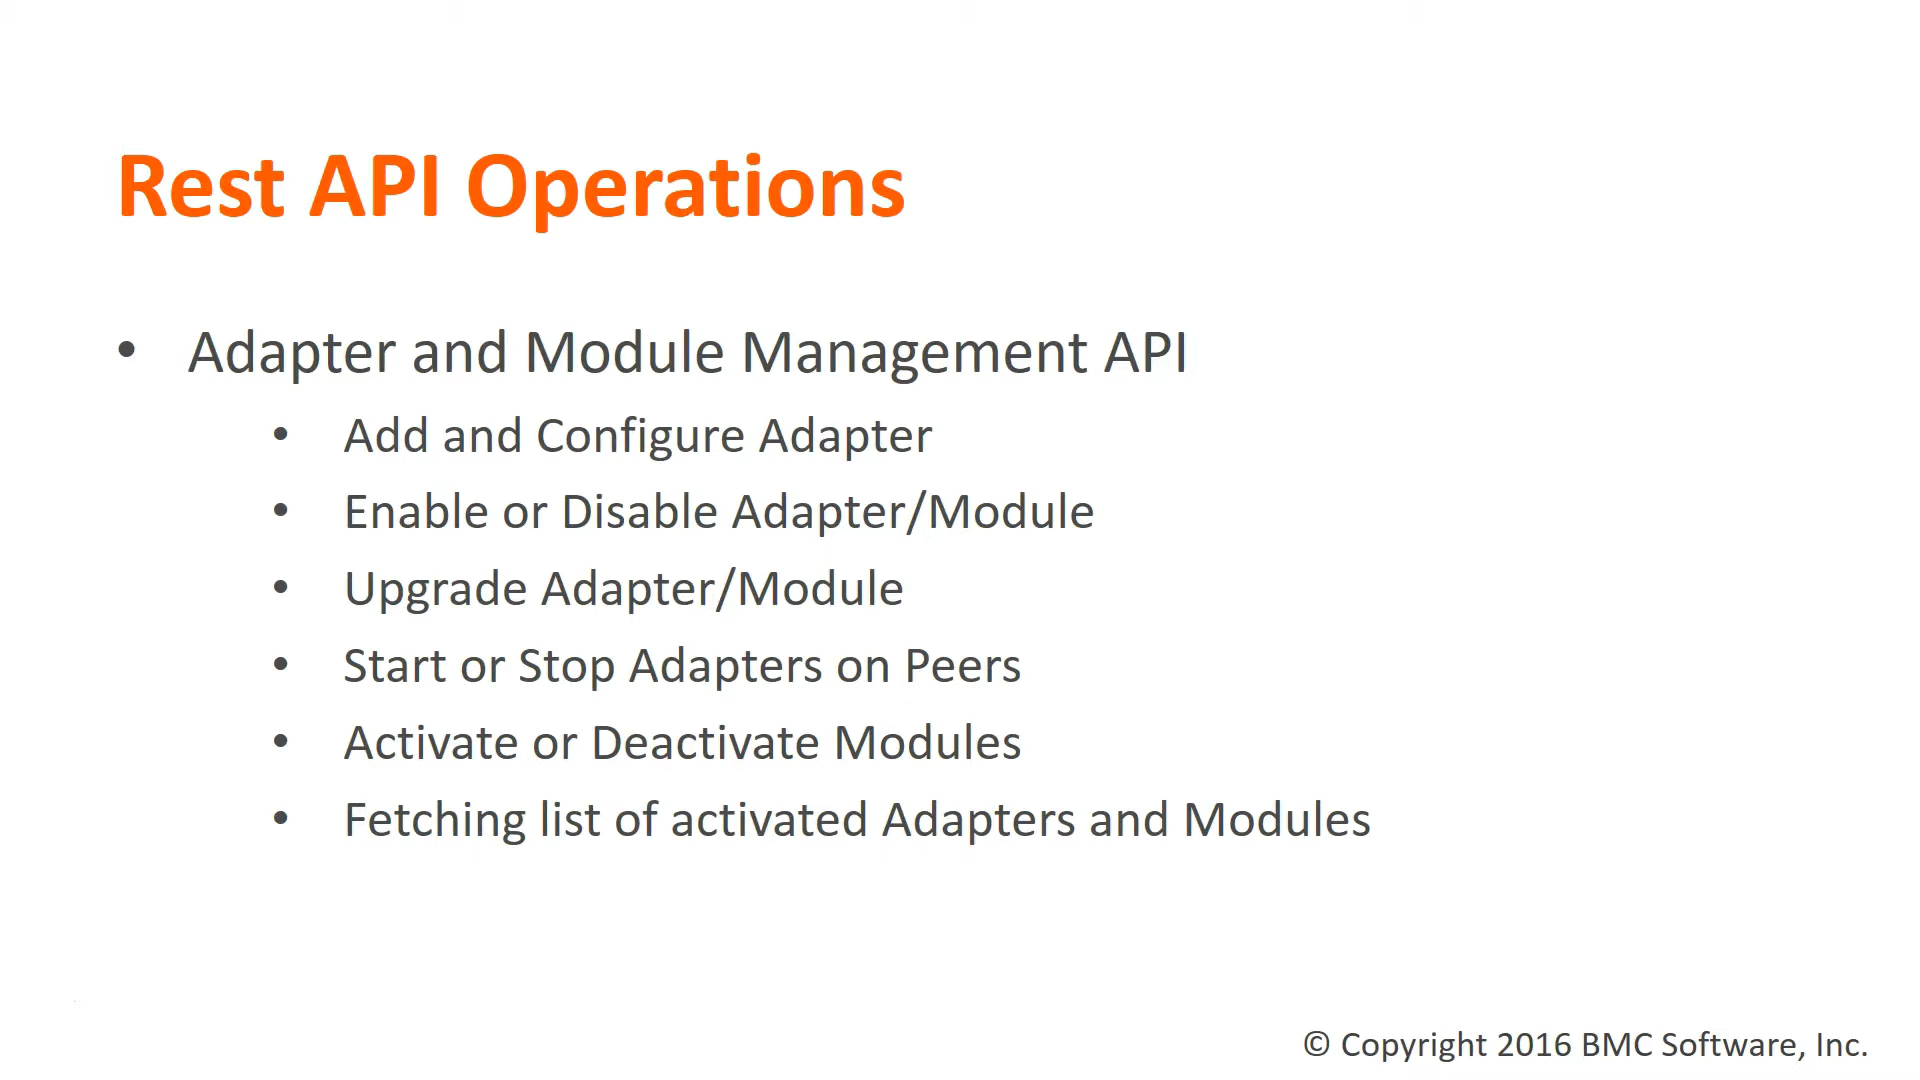 Rest API Operations
• Adapter and Module Management API
• Add and Configure Adapter
• Enable or Disable Adapter/Module
• Upgrade Adapter/Module
• Start or Stop Adapters on Peers
• Activate or Deactivate Modules
• Fetching list of activated Adapters and Modules
© Copyright 2016 BMC Software, Inc.